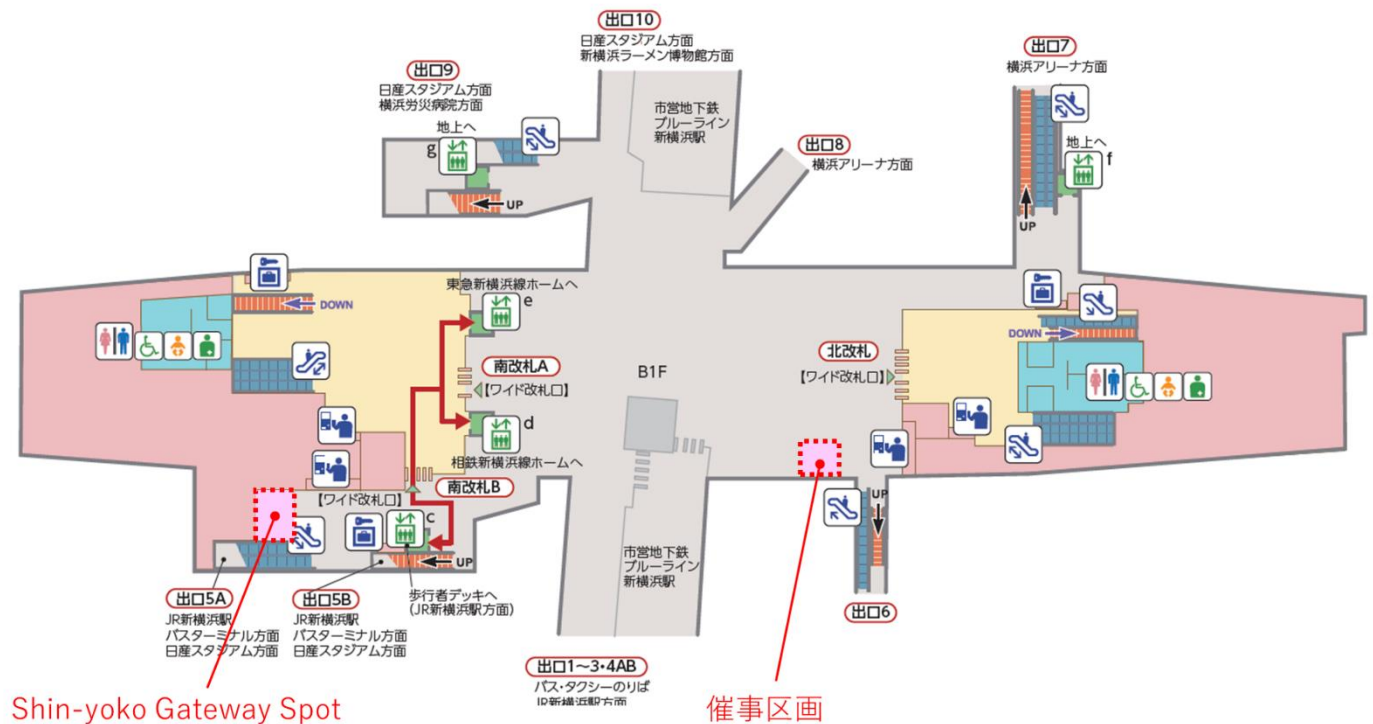 出口10
日産スタジアム方面
新横浜ラーメン博物館方面
出口7
横浜アリーナ方面
出口9
日産スタジアム方面
横浜労災病院方面
地上へ
g
市営地下鉄
ブルーライン
新横浜駅
出口8
横浜アリーナ方面
地上へ
f
UP
UP
東急新横浜線ホームへ
e
DOWN
DOWN
南改札A
【ワイド改札口】
B1F
北改札
【ワイド改札口】
d
相鉄新横浜線ホームへ
南改札B
【ワイド改札口】
c
UP
UP
市営地下鉄
ブルーライン
新横浜駅
出口5A
JR新横浜駅
バスターミナル方面
日産スタジアム方面
出口5B
JR新横浜駅
バスターミナル方面
日産スタジアム方面
歩行者デッキへ
(JR新横浜駅方面)
出口6
出口1～3・4AB
バス・タクシーのりば
JR新横浜駅方面
Shin-yoko Gateway Spot
催事区画